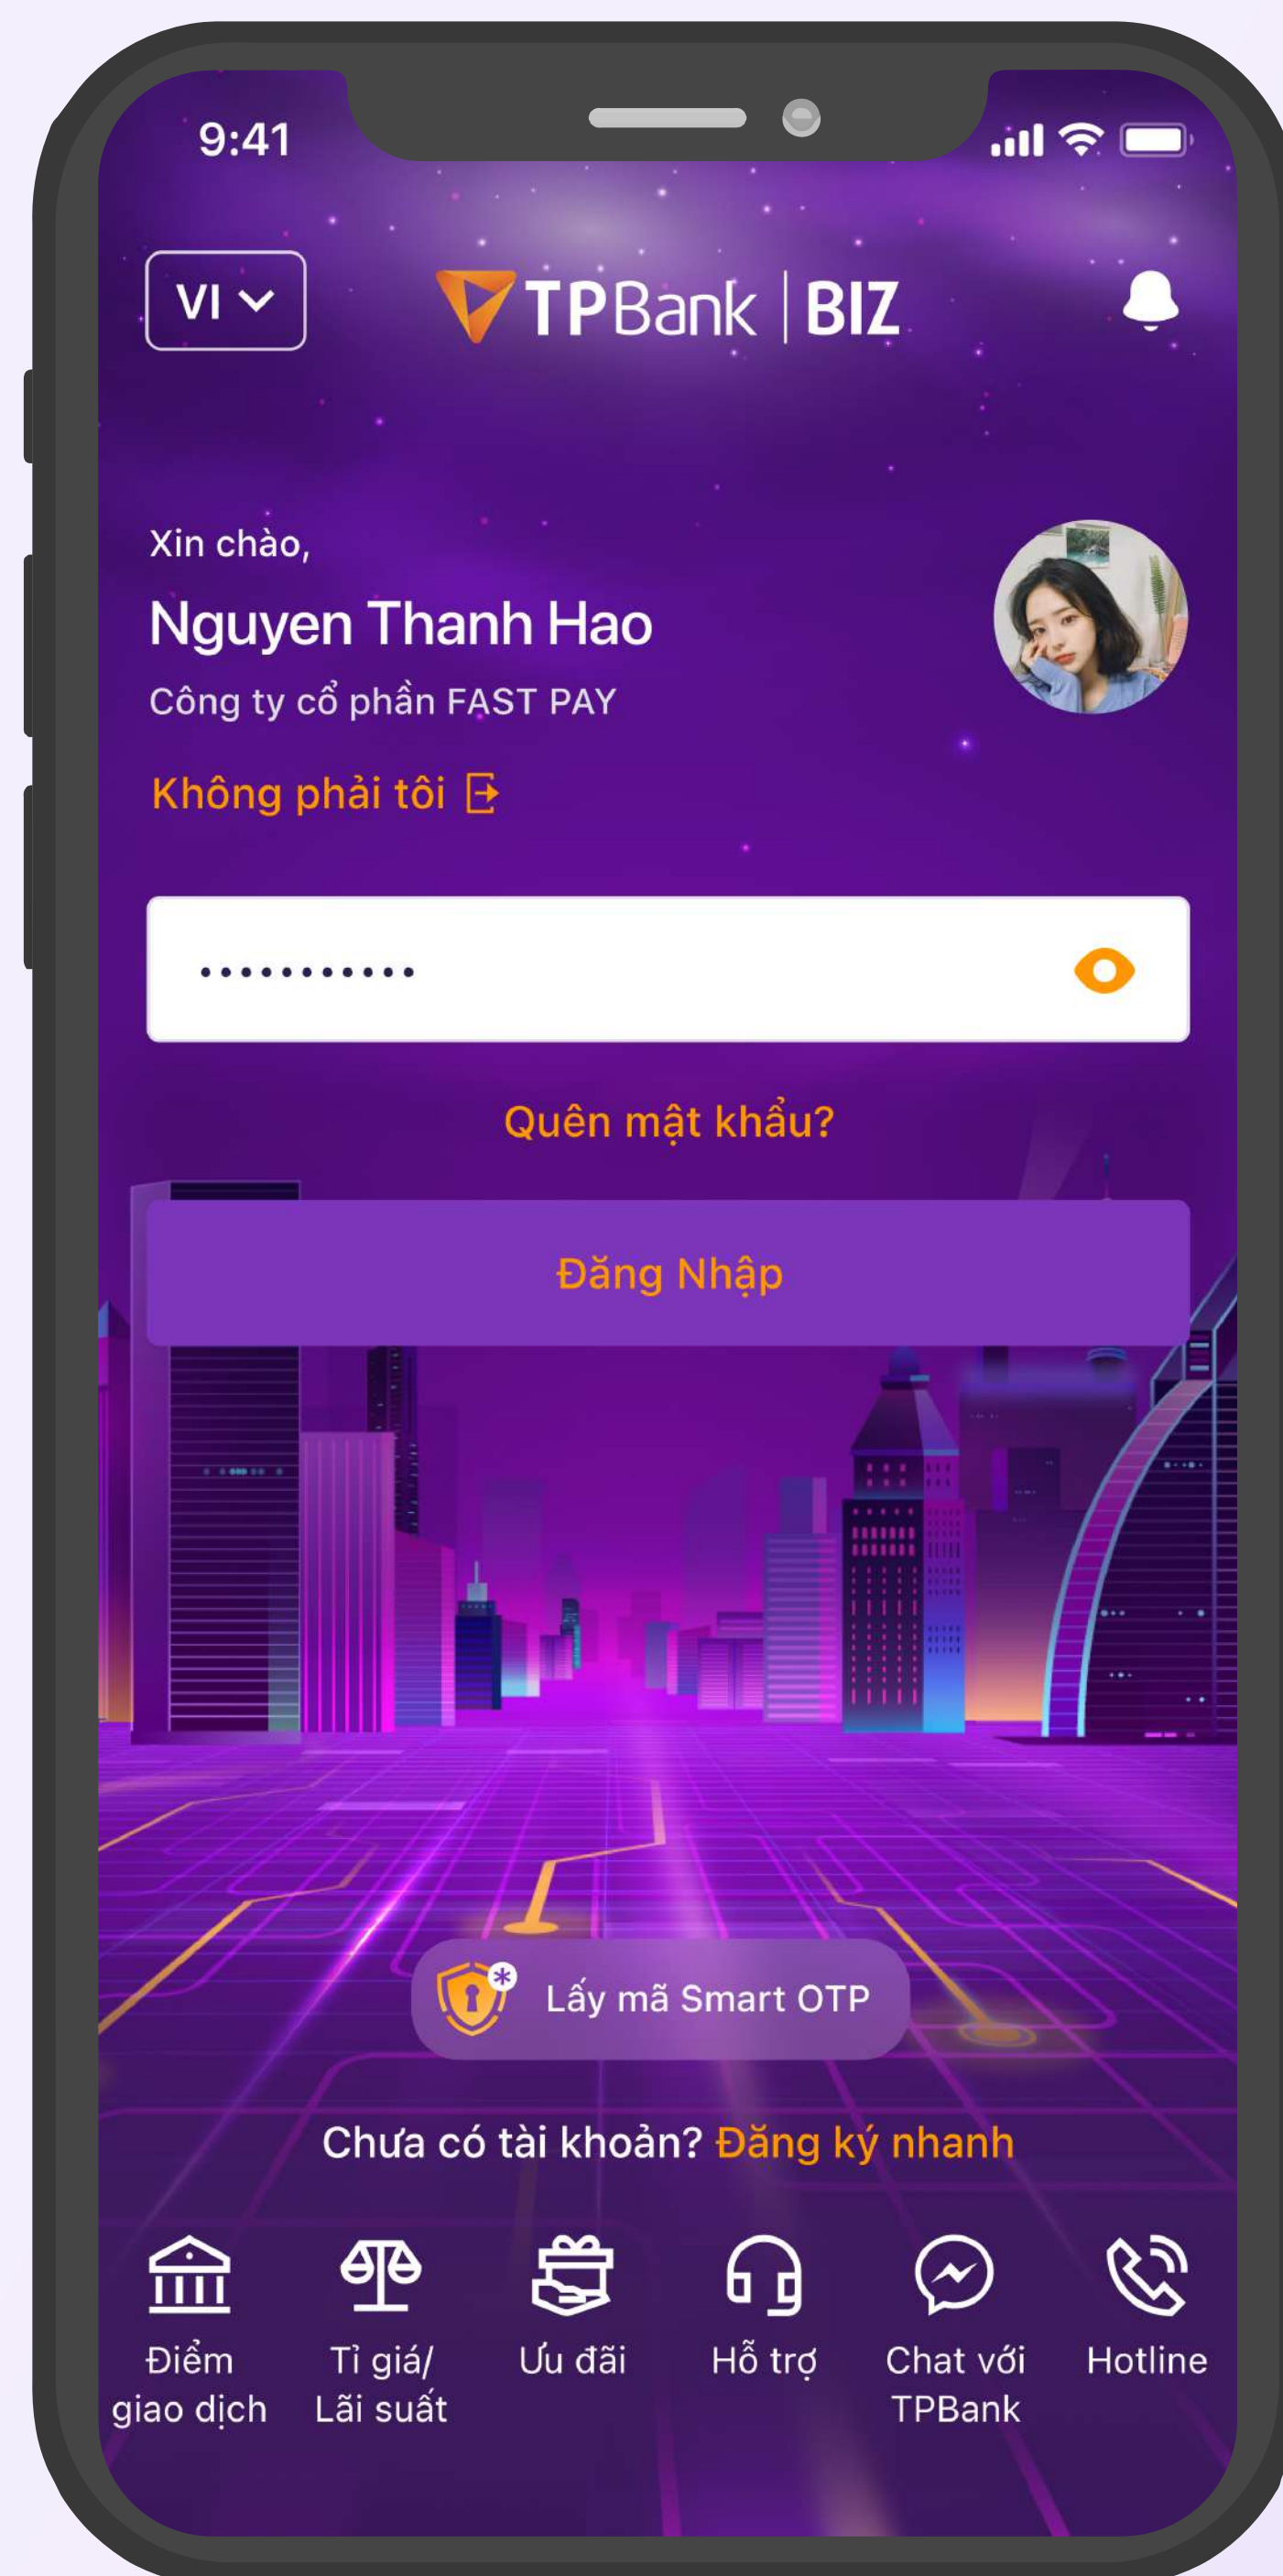 9:41
VI
TPBank | BIZ
Xin chào,
Nguyen Thanh Hao
Công ty cổ phần FAST PAY
Không phải tôi
•••••••••••
Quên mật khẩu?
Đăng Nhập
Lấy mã Smart OTP
Chưa có tài khoản? Đăng ký nhanh
Điểm
giao dịch
Tỉ giá/
Lãi suất
Ưu đãi
Hỗ trợ
Chat với
TPBank
Hotline